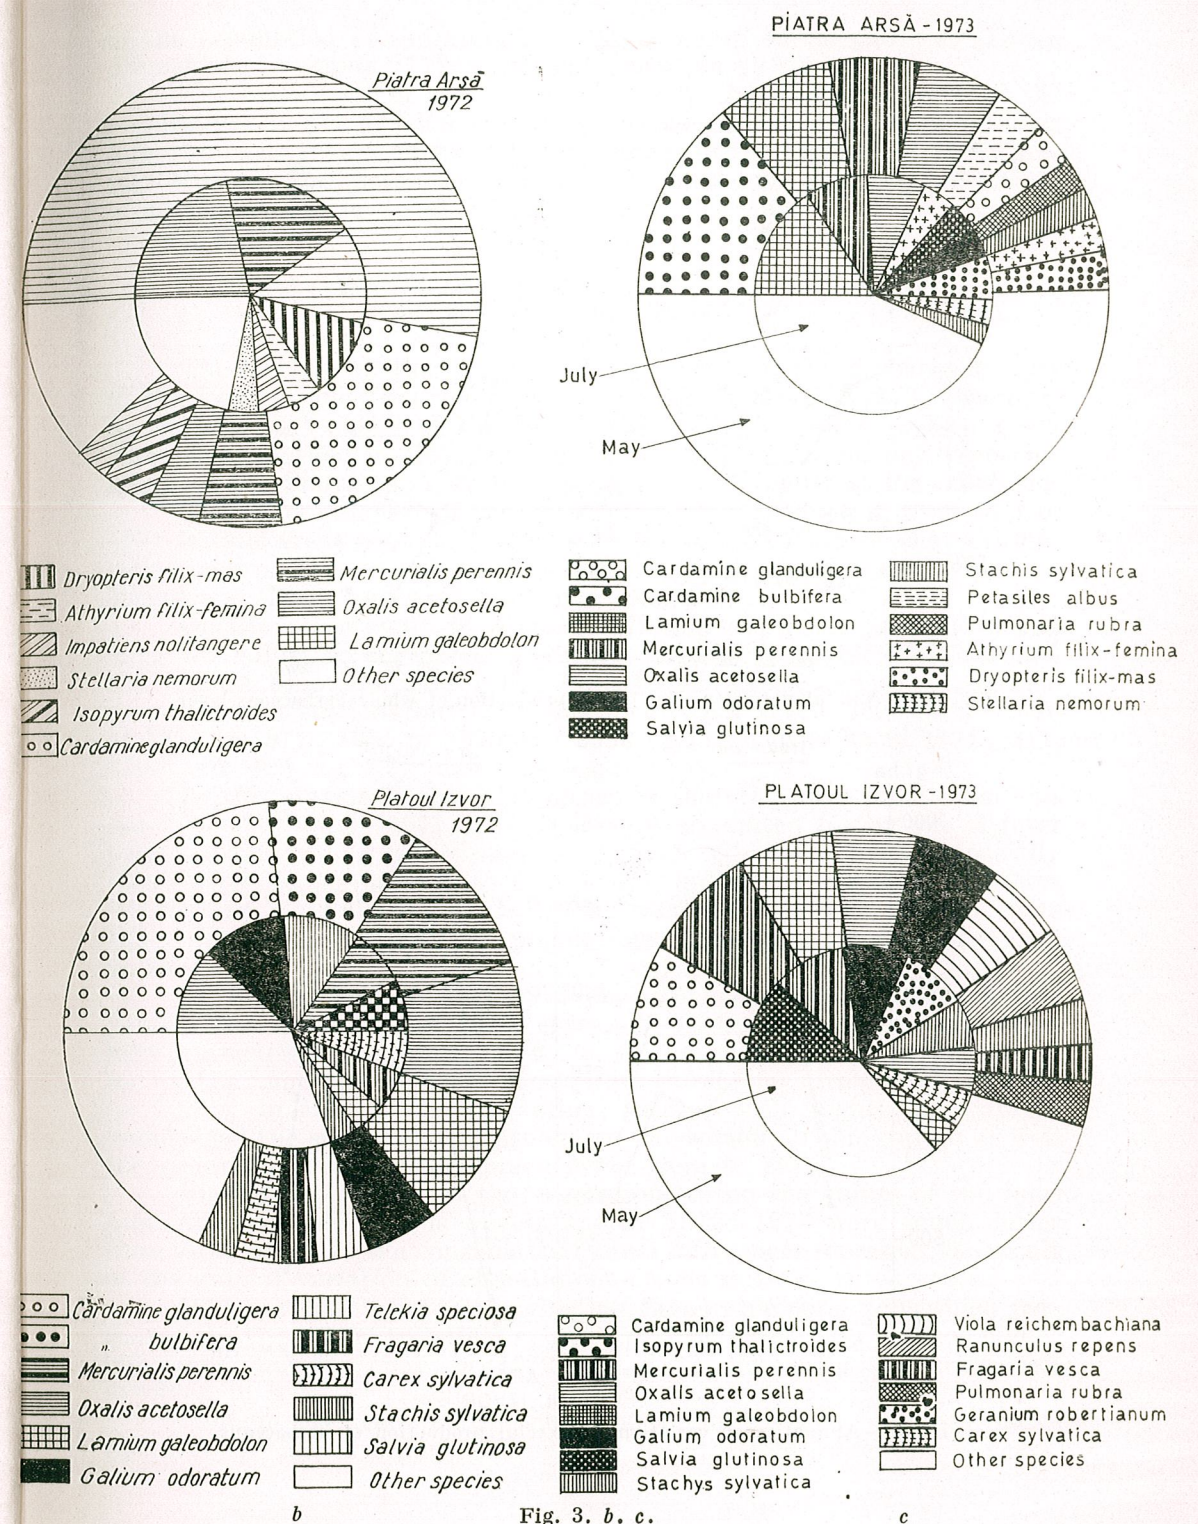 Piatra Arsă
1972
PIATRA ARSĂ - 1973
July
May
Dryopteris filix-mas
Athyrium filix-femina
Impatiens nolitangere
Stellaria nemorum
Isopyrum thalictroides
Cardamine glanduligera
Mercurialis perennis
Oxalis acetosella
Lamium galeobdolon
Other species
Cardamine glanduligera
Cardamine bulbifera
Lamium galeobdolon
Mercurialis perennis
Oxalis acetosella
Galium odoratum
Salvia glutinosa
Stachis sylvatica
Petasiles albus
Pulmonaria rubra
Athyrium filix-femina
Dryopteris filix-mas
Stellaria nemorum
Platoul Izvor
1972
PLATOUL IZVOR - 1973
July
May
Cardamine glanduligera
„ bulbifera
Mercurialis perennis
Oxalis acetosella
Lamium galeobdolon
Galium odoratum
Telekia speciosa
Fragaria vesca
Carex sylvatica
Stachis sylvatica
Salvia glutinosa
Other species
Cardamine glanduligera
Isopyrum thalictroides
Mercurialis perennis
Oxalis acetosella
Lamium galeobdolon
Galium odoratum
Salvia glutinosa
Stachys sylvatica
Viola reichembachiana
Ranunculus repens
Fragaria vesca
Pulmonaria rubra
Geranium robertianum
Carex sylvatica
Other species
b
Fig. 3. b. c.
c